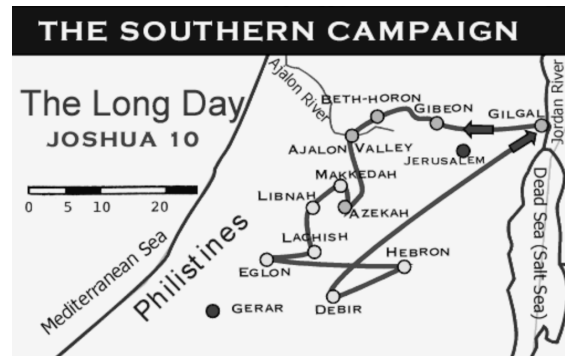 THE SOUTHERN CAMPAIGN
The Long Day
JOSHUA 10
0 5 10 20
Mediterranean Sea
Philistines
Ajalon River
BETH-HORON
GIBEON
GILGAL
Jordan River
AJALON VALLEY
JERUSALEM
MAKKEDAH
LIBNAH
AZEKAH
LACHISH
EGLON
HEBRON
DEBIR
GERAR
Dead Sea (Salt Sea)